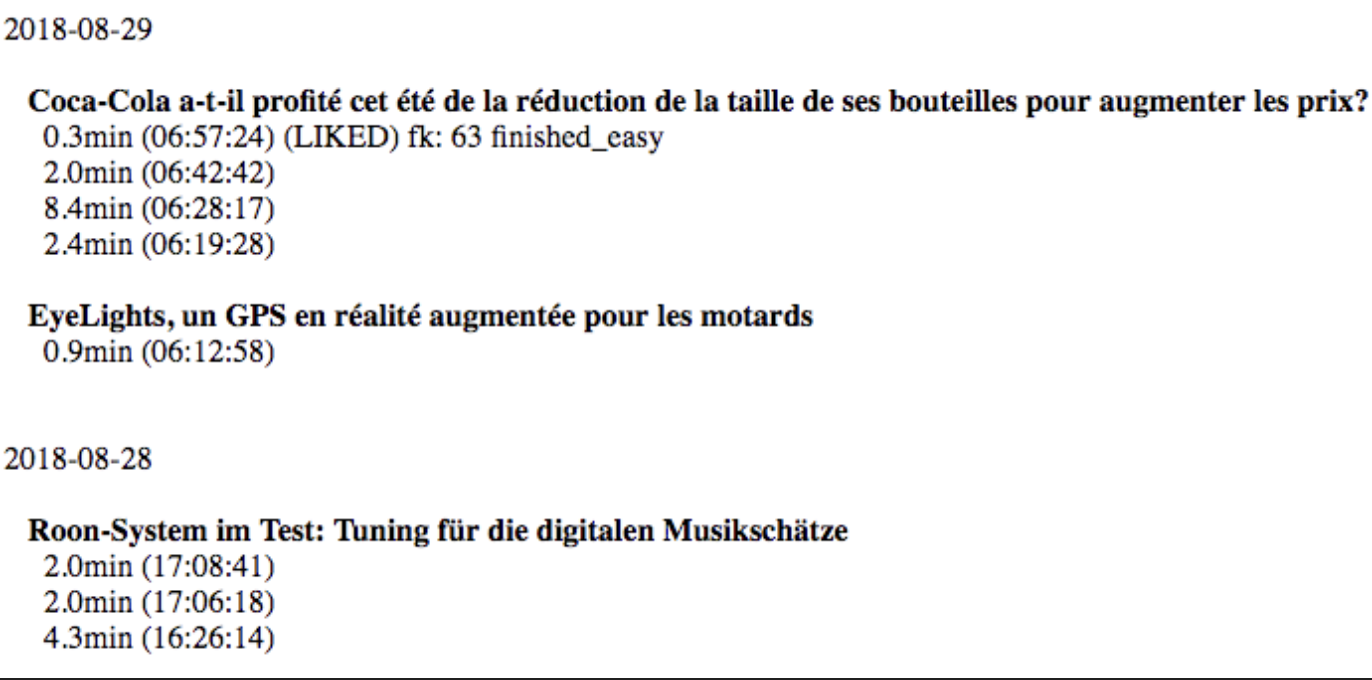 2018-08-29
Coca-Cola a-t-il profité cet été de la réduction de la taille de ses bouteilles pour augmenter les prix?
0.3min (06:57:24) (LIKED) fk: 63 finished_easy
2.0min (06:42:42)
8.4min (06:28:17)
2.4min (06:19:28)
EyeLights, un GPS en réalité augmentée pour les motards
0.9min (06:12:58)
2018-08-28
Roon-System im Test: Tuning für die digitalen Musikschätze
2.0min (17:08:41)
2.0min (17:06:18)
4.3min (16:26:14)